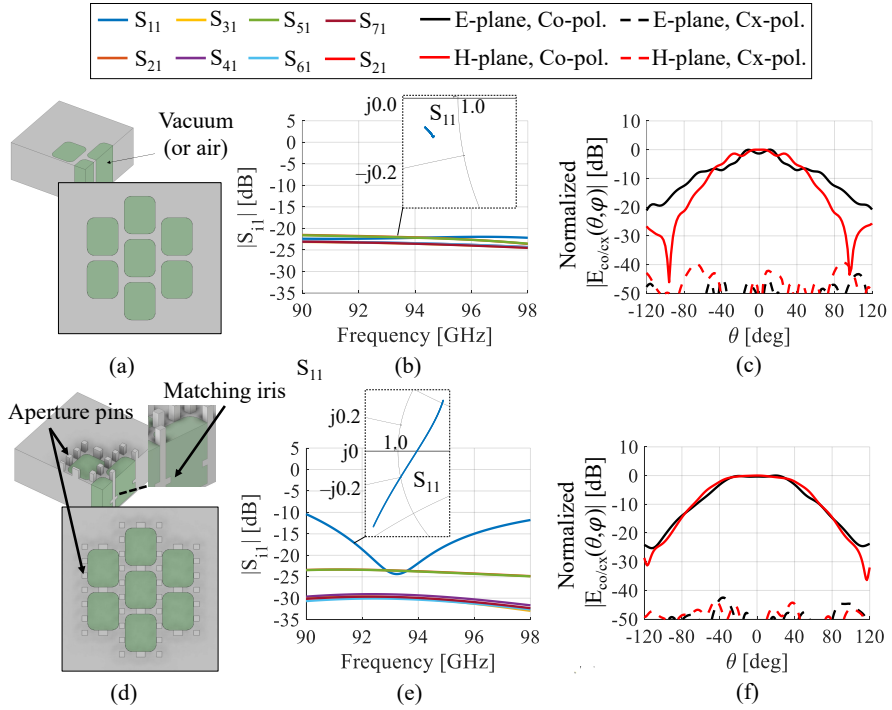 S11 S31 S51 S71 E-plane, Co-pol. E-plane, Cx-pol.
S21 S41 S61 S21 H-plane, Co-pol. H-plane, Cx-pol.
Vacuum
(or air)
(a)
|Si1| [dB]
25
20
15
10
5
0
-5
-10
-15
-20
-25
-30
-35
90 92 94 96 98
Frequency [GHz]
j0.0
1.0
S11
−j0.2
(b)
Normalized
|Eco/cx(θ,φ)| [dB]
10
0
-10
-20
-30
-40
-50
-120 -80 -40 0 40 80 120
θ [deg]
(c)
Aperture pins
Matching iris
(d)
S11
|Si1| [dB]
5
0
-5
-10
-15
-20
-25
-30
-35
90 92 94 96 98
Frequency [GHz]
j0.2
1.0
j0
−j0.2
S11
(e)
Normalized
|Eco/cx(θ,φ)| [dB]
10
0
-10
-20
-30
-40
-50
-120 -80 -40 0 40 80 120
θ [deg]
(f)